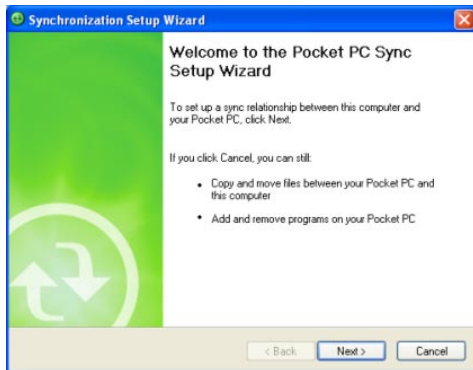 Synchronization Setup Wizard
Welcome to the Pocket PC Sync
Setup Wizard
To set up a sync relationship between this computer and
your Pocket PC, click Next.
If you click Cancel, you can still:
• Copy and move files between your Pocket PC and
this computer
• Add and remove programs on your Pocket PC
< Back Next > Cancel